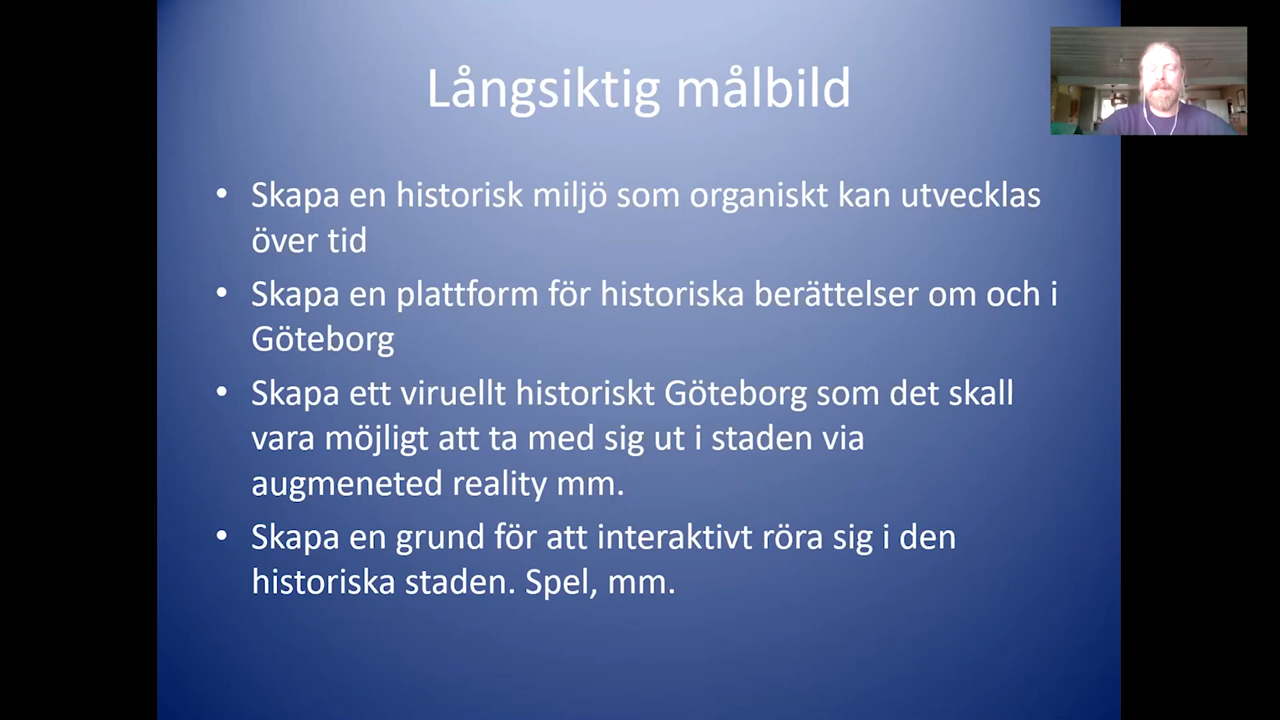 Långsiktig målbild
• Skapa en historisk miljö som organiskt kan utvecklas
över tid
• Skapa en plattform för historiska berättelser om och i
Göteborg
• Skapa ett viruellt historiskt Göteborg som det skall
vara möjligt att ta med sig ut i staden via
augmeneted reality mm.
• Skapa en grund för att interaktivt röra sig i den
historiska staden. Spel, mm.